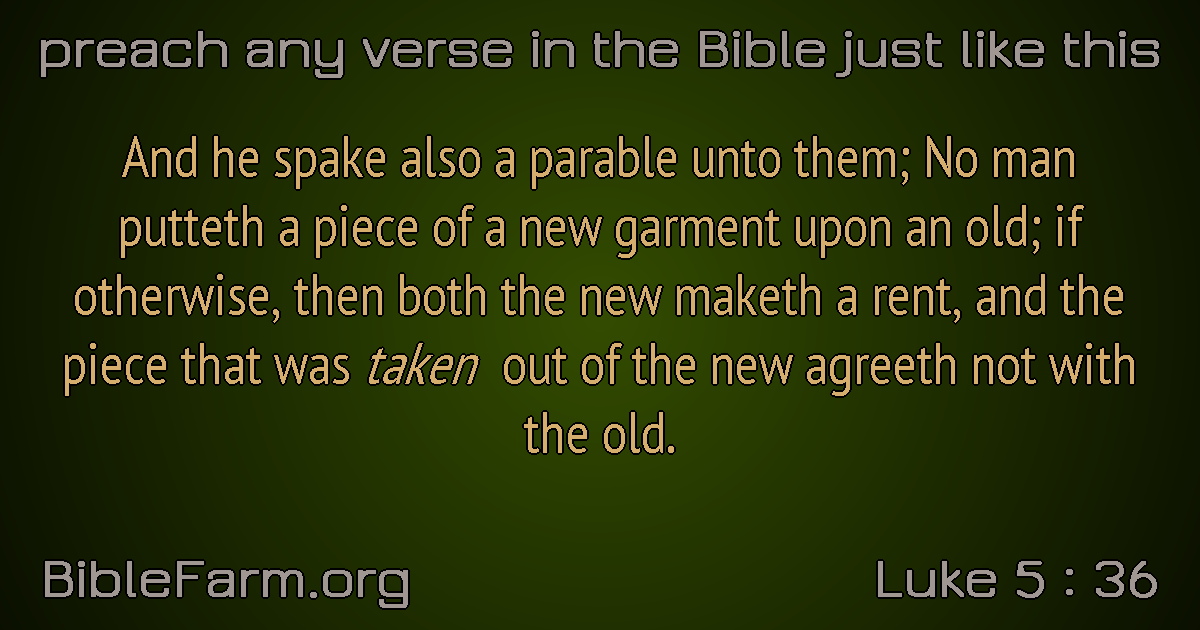 preach any verse in the Bible just like this
And he spake also a parable unto them; No man
putteth a piece of a new garment upon an old; if
otherwise, then both the new maketh a rent, and the
piece that was taken out of the new agreeth not with
the old.
BibleFarm.org
Luke 5 : 36